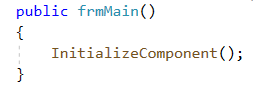 public frmMain()
{
    InitializeComponent();
}